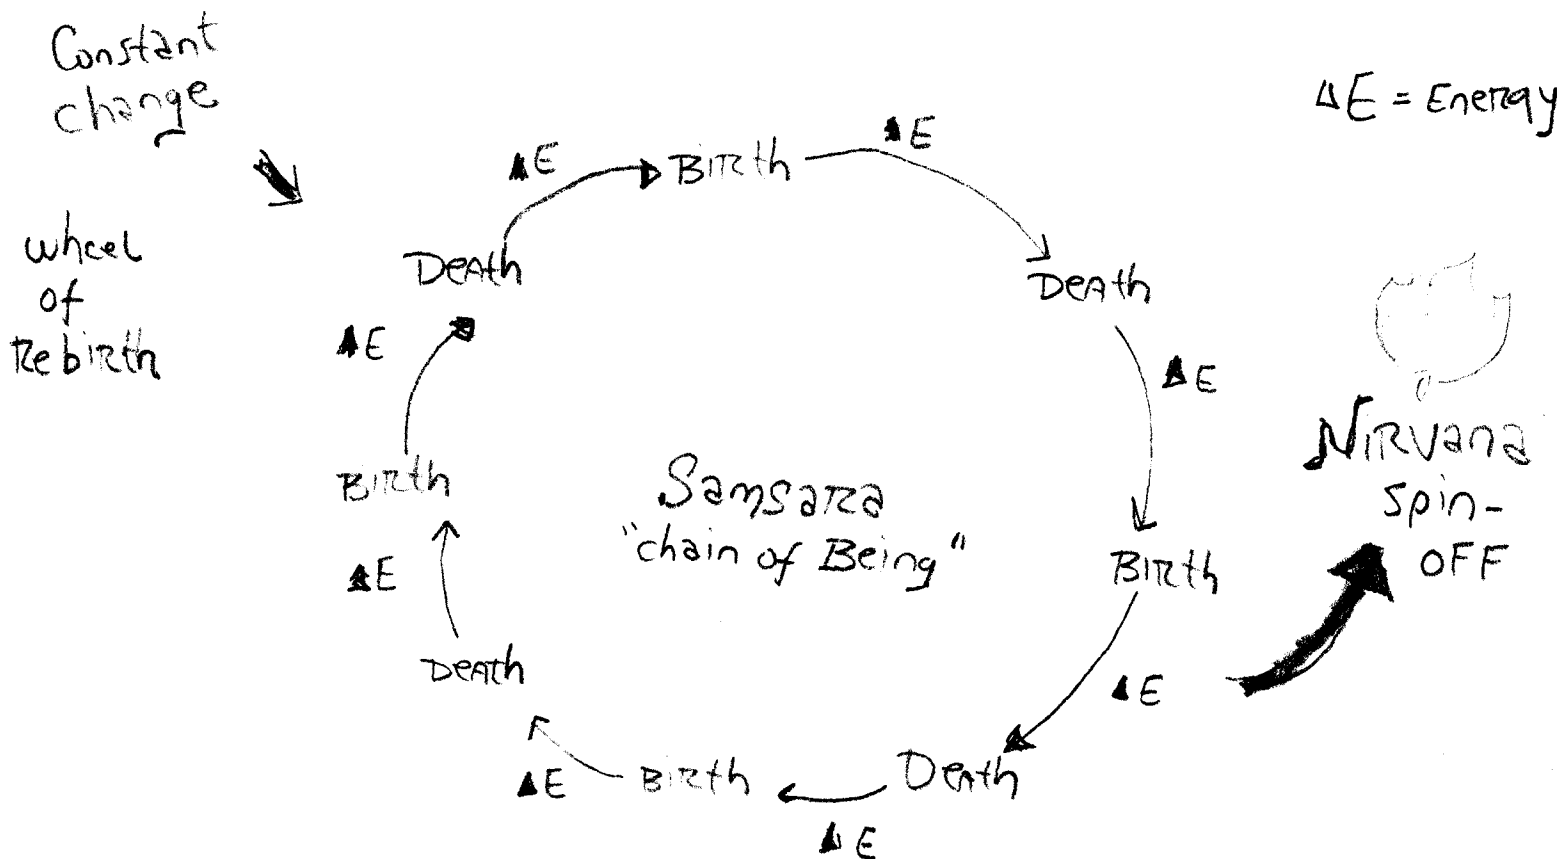 Constant
change
wheel
of
Rebirth
ΔE = Energy
ΔE
Birth
ΔE
Death
ΔE
Birth
ΔE
Death
ΔE
Birth
ΔE
Death
ΔE
Birth
ΔE
Death
Samsara
"chain of Being"
Nirvana
spin-
OFF